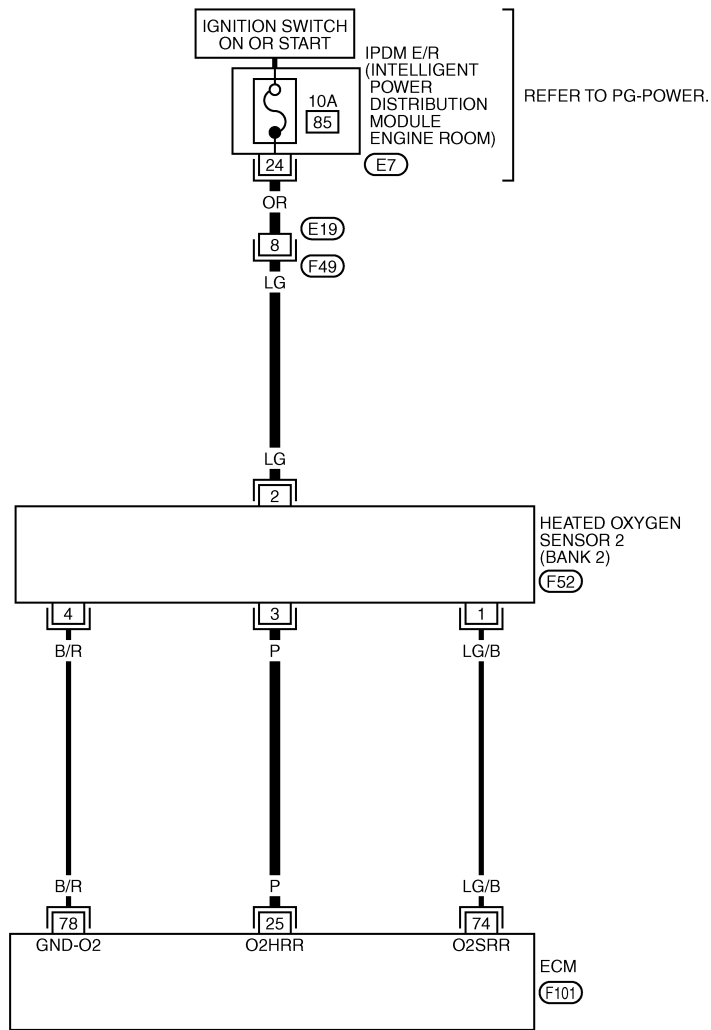 IGNITION SWITCH
ON OR START
IPDM E/R
(INTELLIGENT
POWER
DISTRIBUTION
MODULE
ENGINE ROOM)
REFER TO PG-POWER.
10A
85
24
E7
OR
E19
8
F49
LG
LG
2
HEATED OXYGEN
SENSOR 2
(BANK 2)
F52
4
3
1
B/R
P
LG/B
B/R
P
LG/B
78
25
74
GND-O2
O2HRR
O2SRR
ECM
F101